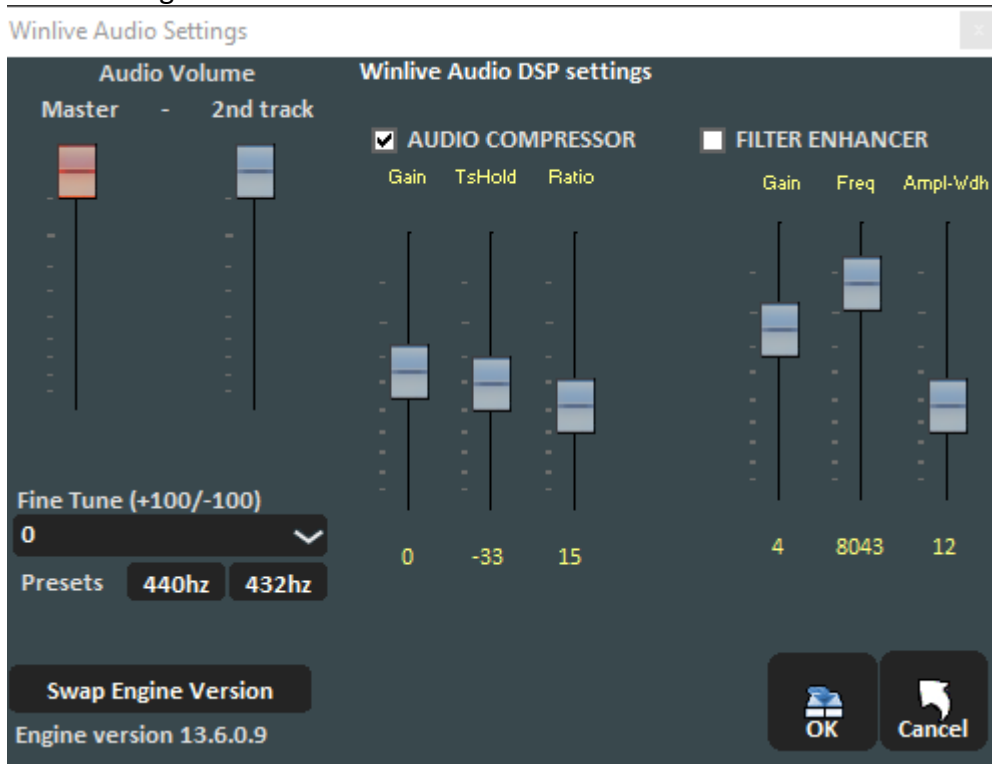 Winlive Audio Settings
Audio Volume
Master - 2nd track
Winlive Audio DSP settings
AUDIO COMPRESSOR
Gain TsHold Ratio
0 -33 15
FILTER ENHANCER
Gain Freq Ampl-Wdh
4 8043 12
Fine Tune (+100/-100)
0
Presets 440hz 432hz
Swap Engine Version
Engine version 13.6.0.9
OK
Cancel